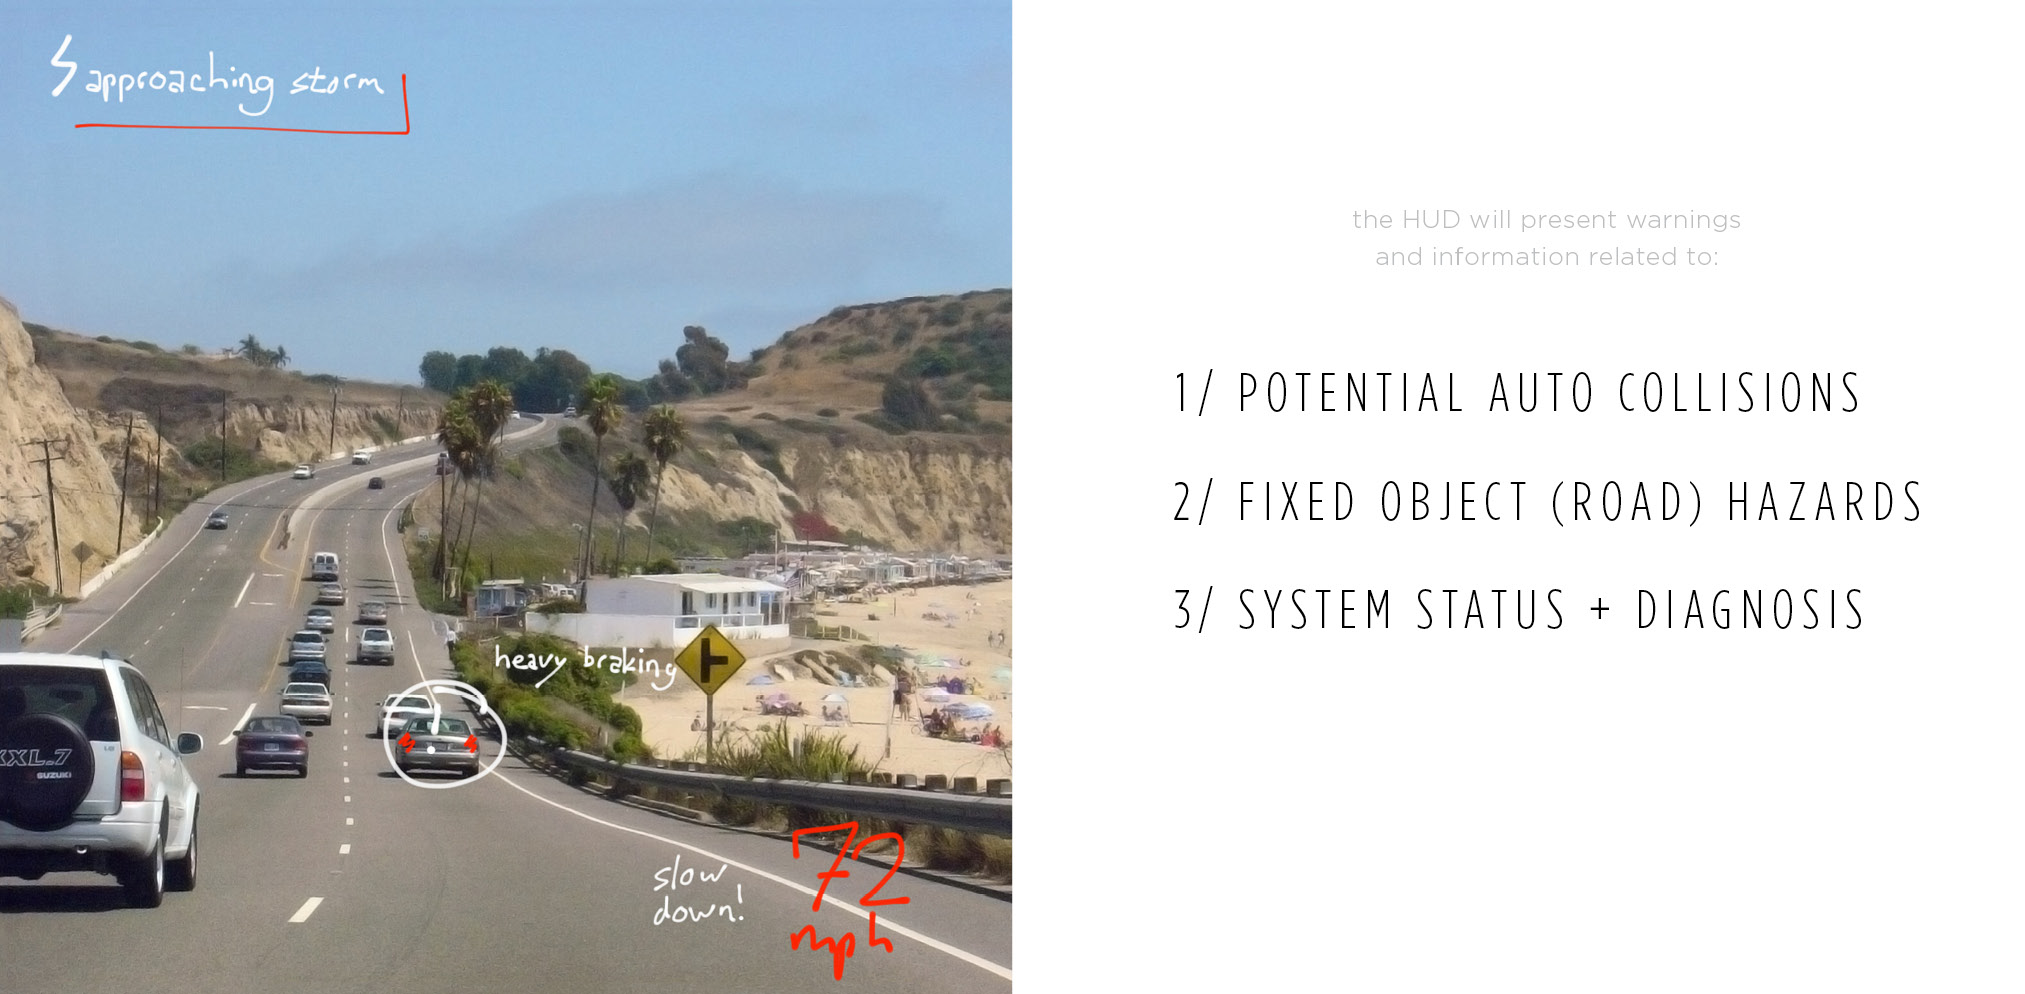 approaching storm
heavy braking
!
XXL.7
SUZUKI
slow
down!
72
mph
the HUD will present warnings
and information related to:
1/ POTENTIAL AUTO COLLISIONS
2/ FIXED OBJECT (ROAD) HAZARDS
3/ SYSTEM STATUS + DIAGNOSIS